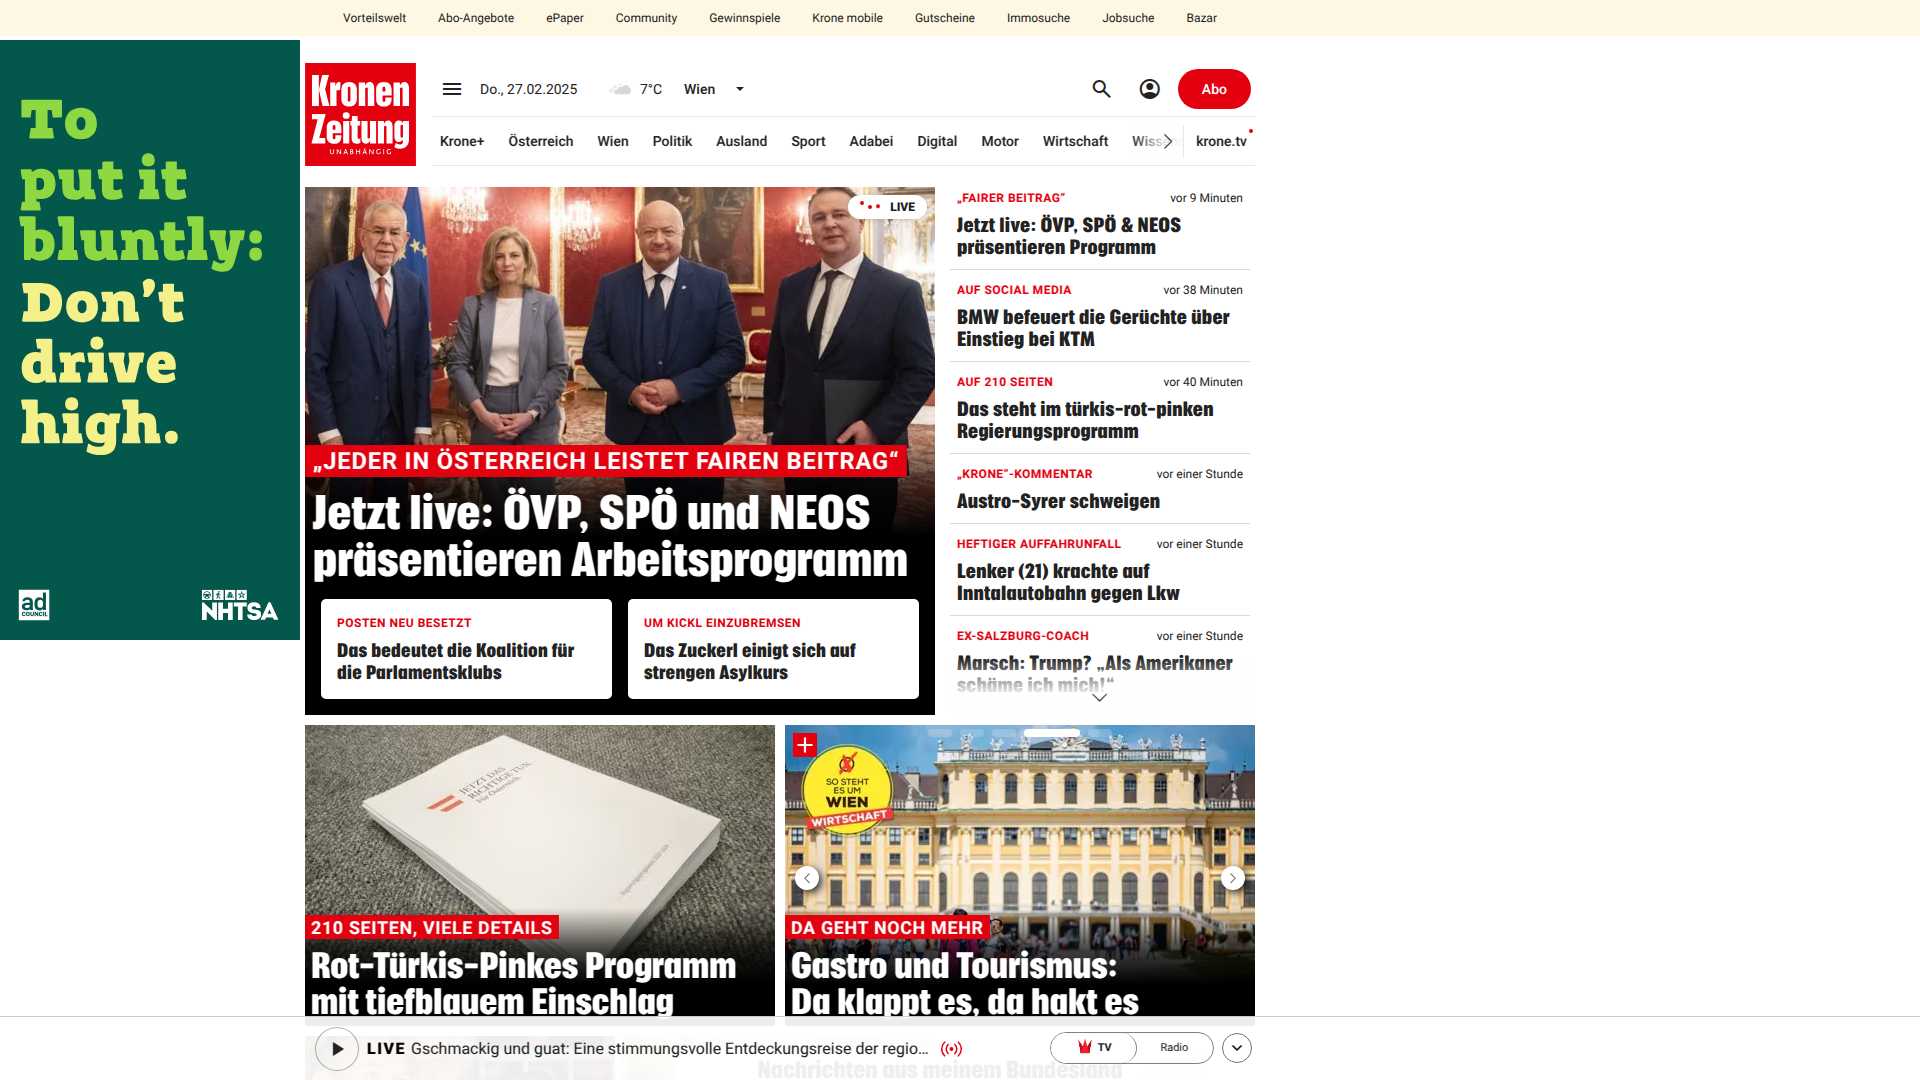 Vorteilswelt Abo-Angebote ePaper Community Gewinnspiele Krone mobile Gutscheine Immosuche Jobsuche Bazar
To
put it
bluntly:
Don't
drive
high.
ad
COUNCIL
NHTSA
Kronen
Zeitung
UNABHÄNGIG
Do., 27.02.2025 7°C Wien
Abo
Krone+ Österreich Wien Politik Ausland Sport Adabei Digital Motor Wirtschaft krone.tv
LIVE
„JEDER IN ÖSTERREICH LEISTET FAIREN BEITRAG“
Jetzt live: ÖVP, SPÖ und NEOS
präsentieren Arbeitsprogramm
POSTEN NEU BESETZT
Das bedeutet die Koalition für
die Parlamentsklubs
UM KICKL EINZUBREMSEN
Das Zuckerl einigt sich auf
strengen Asylkurs
„FAIRER BEITRAG“ vor 9 Minuten
Jetzt live: ÖVP, SPÖ & NEOS
präsentieren Programm
AUF SOCIAL MEDIA vor 38 Minuten
BMW befeuert die Gerüchte über
Einstieg bei KTM
AUF 210 SEITEN vor 40 Minuten
Das steht im türkis-rot-pinken
Regierungsprogramm
„KRONE“-KOMMENTAR vor einer Stunde
Austro-Syrer schweigen
HEFTIGER AUFFAHRUNFALL vor einer Stunde
Lenker (21) krachte auf
Inntalautobahn gegen Lkw
EX-SALZBURG-COACH vor einer Stunde
Marsch: Trump? „Als Amerikaner
schäme ich mich!“
JETZT DAS
RICHTIGE TUN.
Für Österreich.
210 SEITEN, VIELE DETAILS
Rot-Türkis-Pinkes Programm
mit tiefblauem Einschlag
SO STEHT
ES UM
WIEN
WIRTSCHAFT
DA GEHT NOCH MEHR
Gastro und Tourismus:
Da klappt es, da hakt es
LIVE Gschmackig und guat: Eine stimmungsvolle Entdeckungsreise der regio...
TV Radio
Nachrichten aus meinem Bundesland